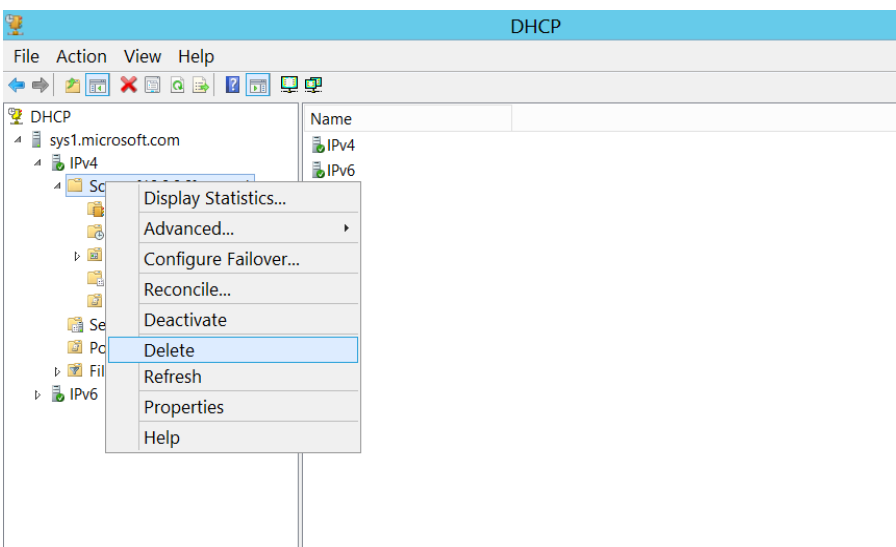 DHCP
File Action View Help
DHCP
sys1.microsoft.com
IPv4
Sc
Se
Po
Fil
IPv6
Display Statistics...
Advanced...
Configure Failover...
Reconcile...
Deactivate
Delete
Refresh
Properties
Help
Name
IPv4
IPv6